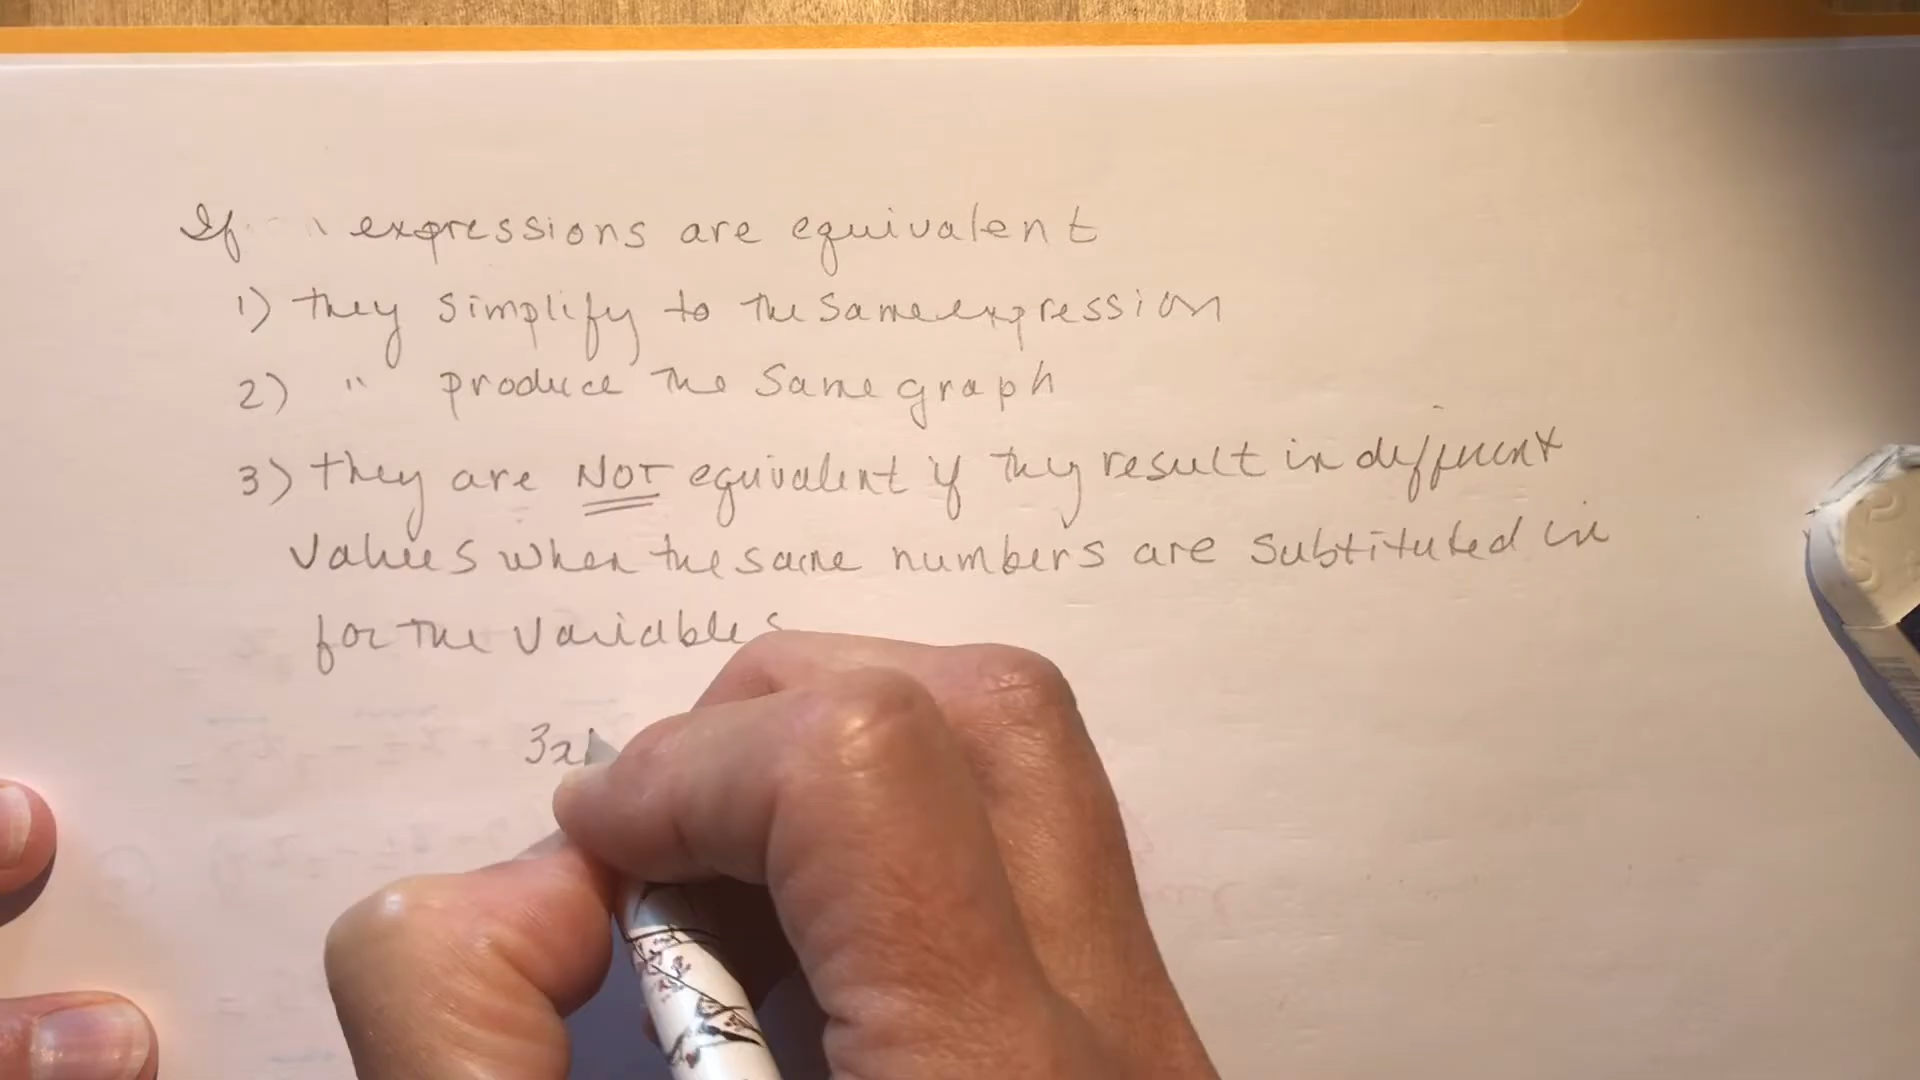 If expressions are equivalent
1) they simplify to the same expression
2) " produce the same graph
3) they are NOT equivalent if they result in different
values when the same numbers are substituted in
for the variables
3x